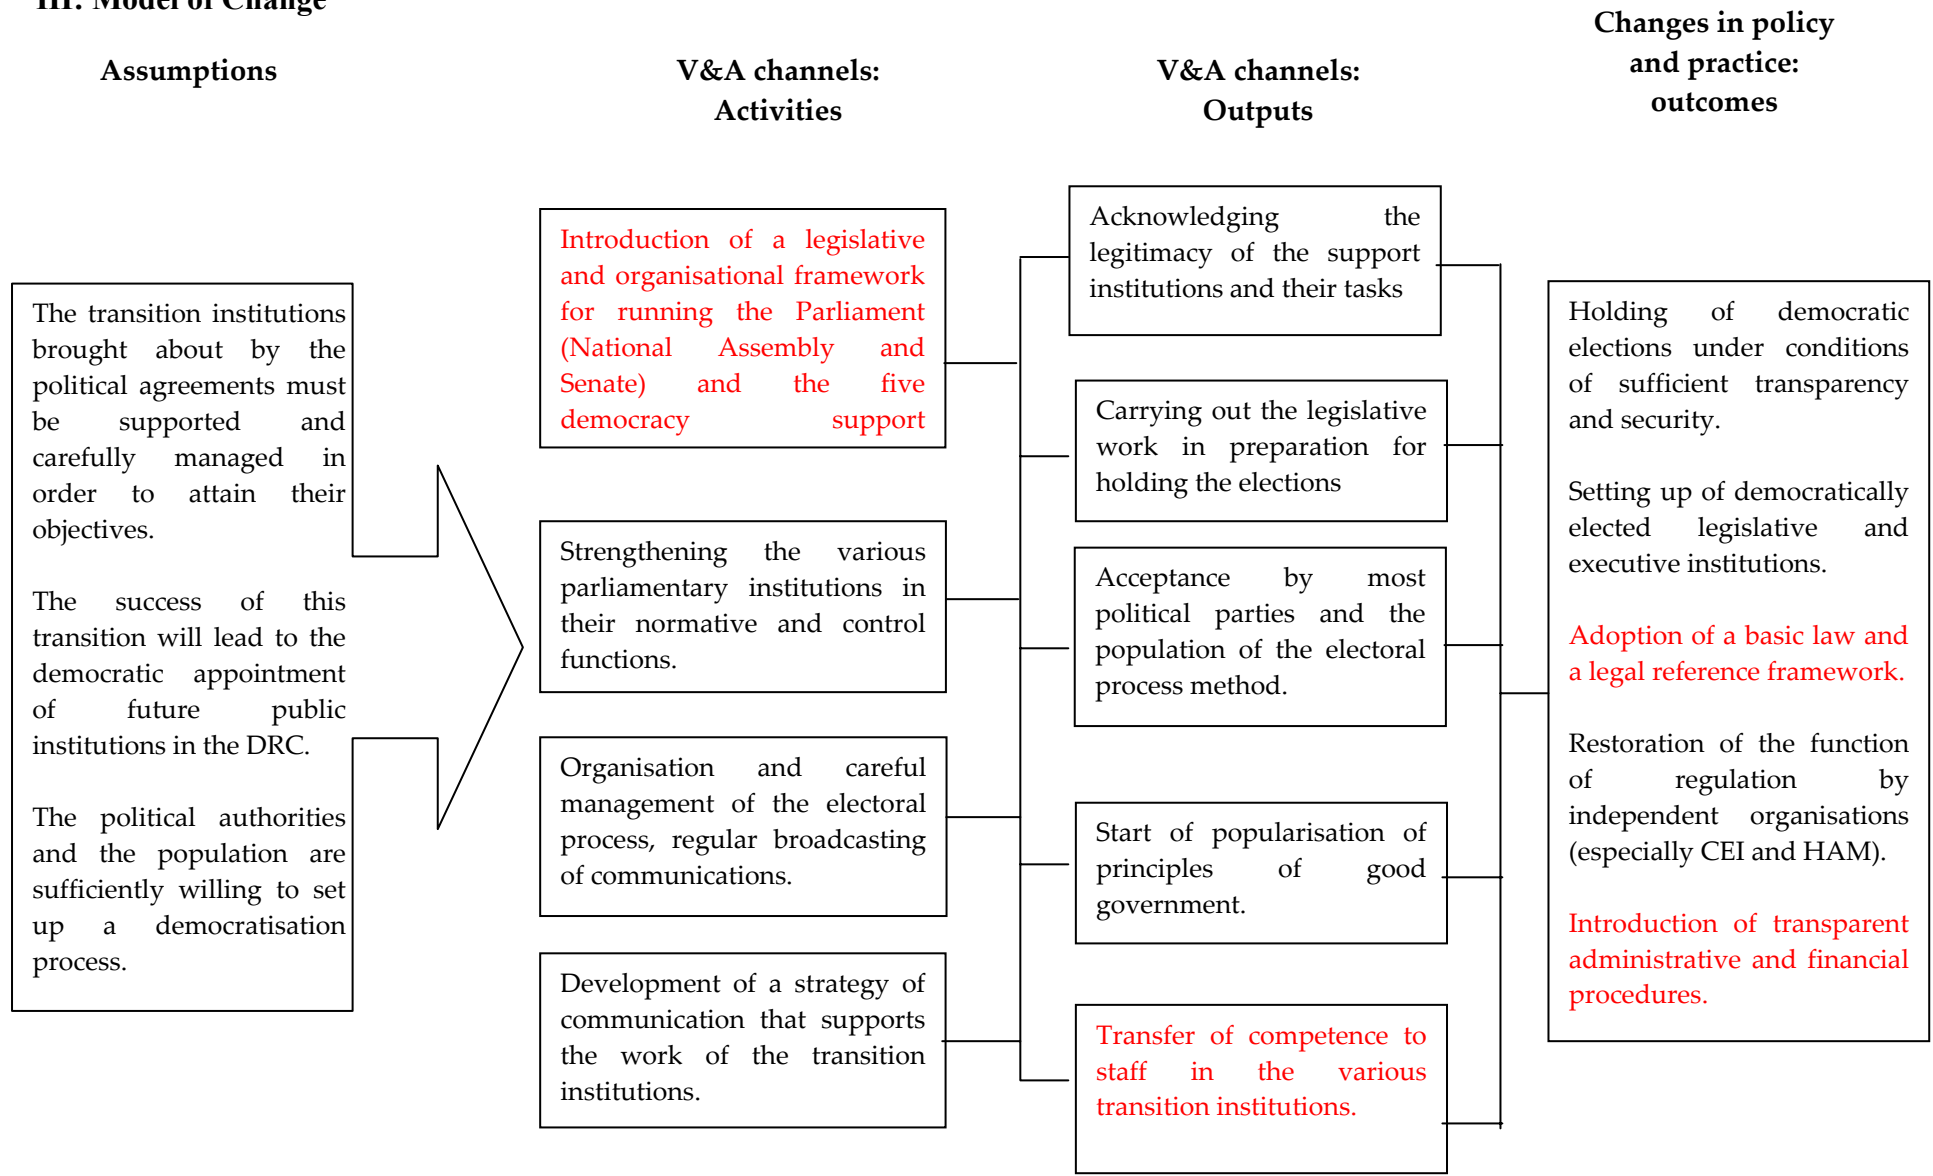 III. Model of Change
Assumptions
V&A channels:
Activities
V&A channels:
Outputs
Changes in policy
and practice:
outcomes
The transition institutions
brought about by the
political agreements must
be supported and
carefully managed in
order to attain their
objectives.
The success of this
transition will lead to the
democratic appointment
of future public
institutions in the DRC.
The political authorities
and the population are
sufficiently willing to set
up a democratisation
process.
Introduction of a legislative
and organisational framework
for running the Parliament
(National Assembly and
Senate) and the five
democracy support
Strengthening the various
parliamentary institutions in
their normative and control
functions.
Organisation and careful
management of the electoral
process, regular broadcasting
of communications.
Development of a strategy of
communication that supports
the work of the transition
institutions.
Acknowledging the
legitimacy of the support
institutions and their tasks
Carrying out the legislative
work in preparation for
holding the elections
Acceptance by most
political parties and the
population of the electoral
process method.
Start of popularisation of
principles of good
government.
Transfer of competence to
staff in the various
transition institutions.
Holding of democratic
elections under conditions
of sufficient transparency
and security.
Setting up of democratically
elected legislative and
executive institutions.
Adoption of a basic law and
a legal reference framework.
Restoration of the function
of regulation by
independent organisations
(especially CEI and HAM).
Introduction of transparent
administrative and financial
procedures.